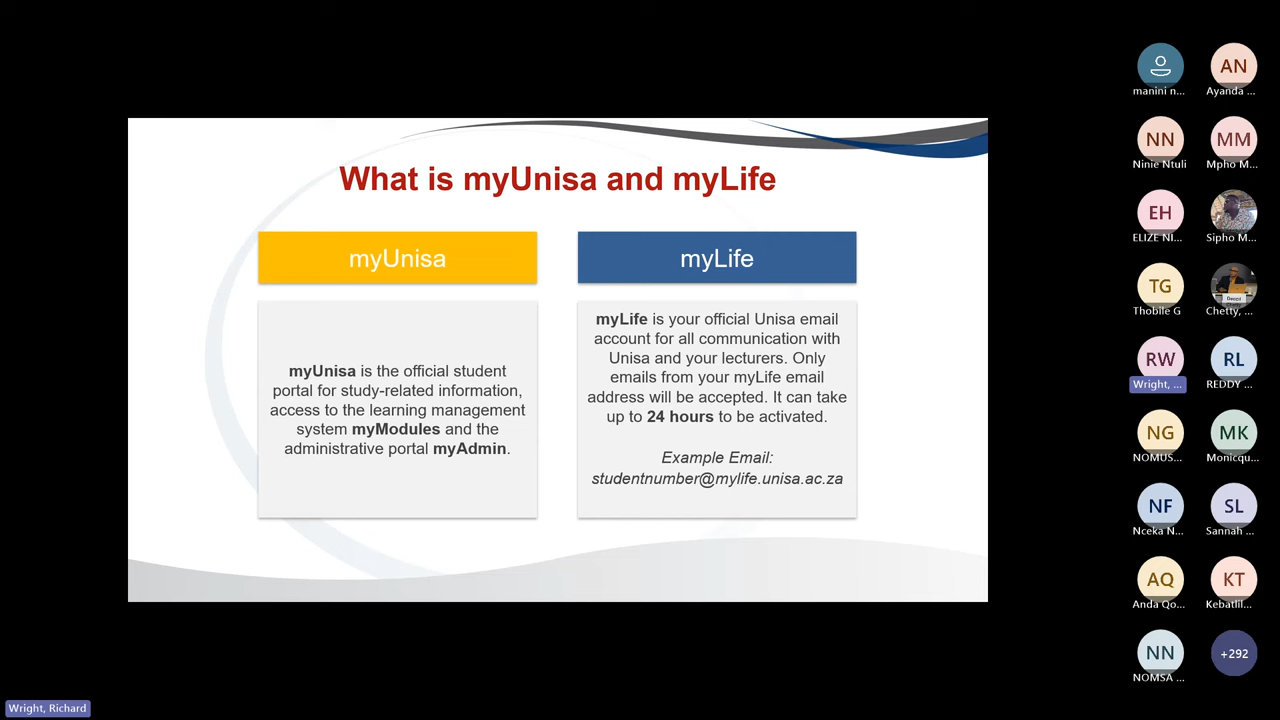 What is myUnisa and myLife
myUnisa
myUnisa is the official student
portal for study-related information,
access to the learning management
system myModules and the
administrative portal myAdmin.
myLife
myLife is your official Unisa email
account for all communication with
Unisa and your lecturers. Only
emails from your myLife email
address will be accepted. It can take
up to 24 hours to be activated.
Example Email:
studentnumber@mylife.unisa.ac.za
manini n...
AN
Ayanda ...
NN
Ninie Ntuli
MM
Mpho M...
EH
ELIZE NI...
Sipho M...
TG
Thobile G
Chetty, ...
RW
Wright, ...
RL
REDDY ...
NG
NOMUS...
MK
Monicqu...
NF
Nceka N...
SL
Sannah ...
AQ
Anda Qo...
KT
Kebatlil...
NN
NOMSA ...
+292
Wright, Richard